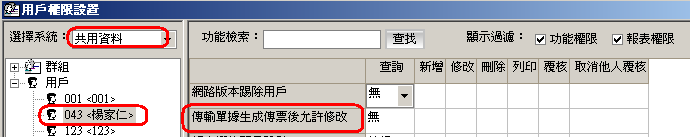 用戶權限設置
選擇系統： 共用資料 功能檢索： 查找 顯示過濾： 功能權限 報表權限
群組
用戶
001 <001>
043 <楊家仁>
123 <123>
查詢 新增 修改 刪除 列印 覆核 取消他人覆核
網路版本踢除用戶 無
傳輸單據生成傳票後允許修改 無